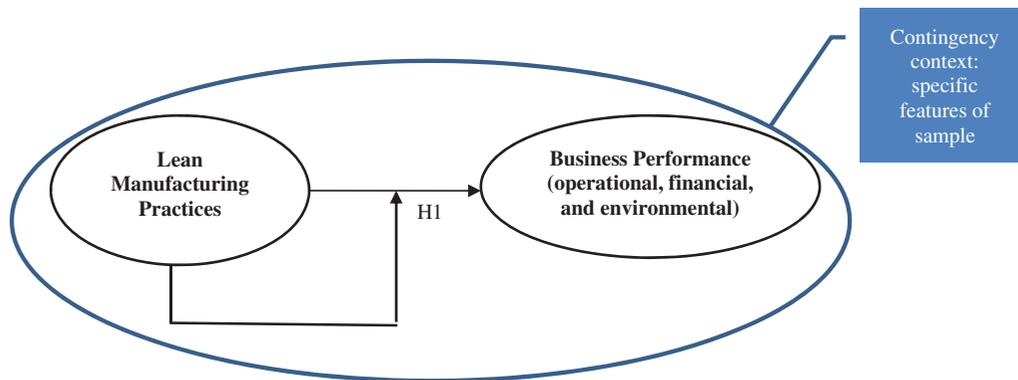 Contingency
context:
specific
features of
sample
Lean
Manufacturing
Practices
Business Performance
(operational, financial,
and environmental)
H1